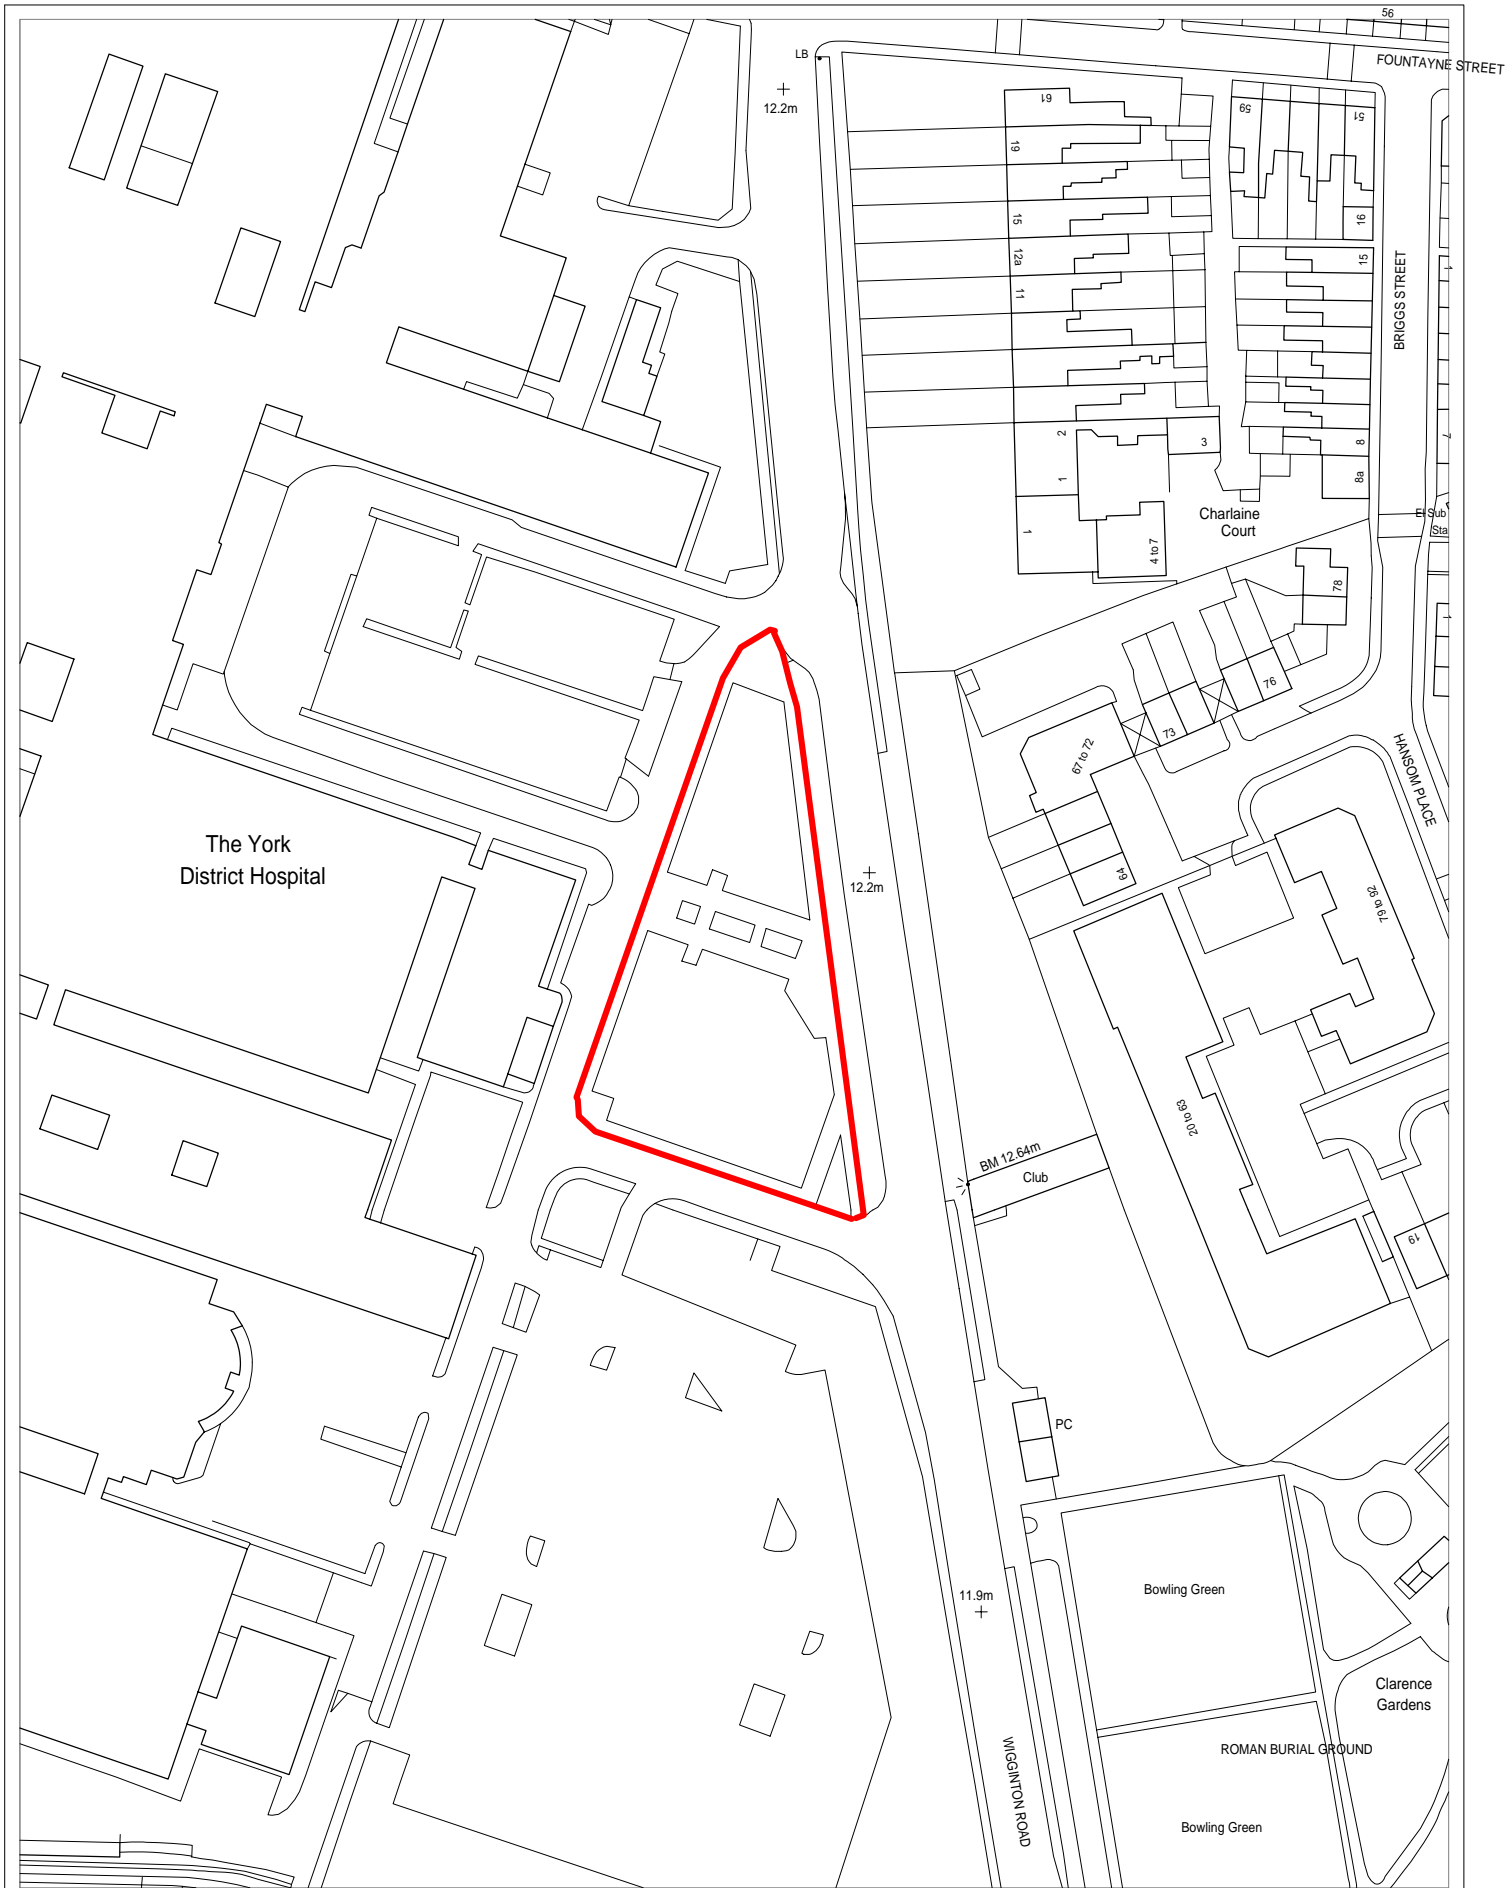 56
LB
FOUNTAYNE STREET
12.2m
61
59
51
19
15
16
12a
15
11
BRIGGS STREET
2
3
8
7
1
8a
Charlaine
Court
El Sub
Sta
1
4 to 7
78
1
76
73
67 to 72
HANSOM PLACE
The York
District Hospital
64
12.2m
79 to 92
20 to 63
BM 12.64m
Club
19
PC
11.9m
Bowling Green
Clarence
Gardens
WIGGINTON ROAD
ROMAN BURIAL GROUND
Bowling Green